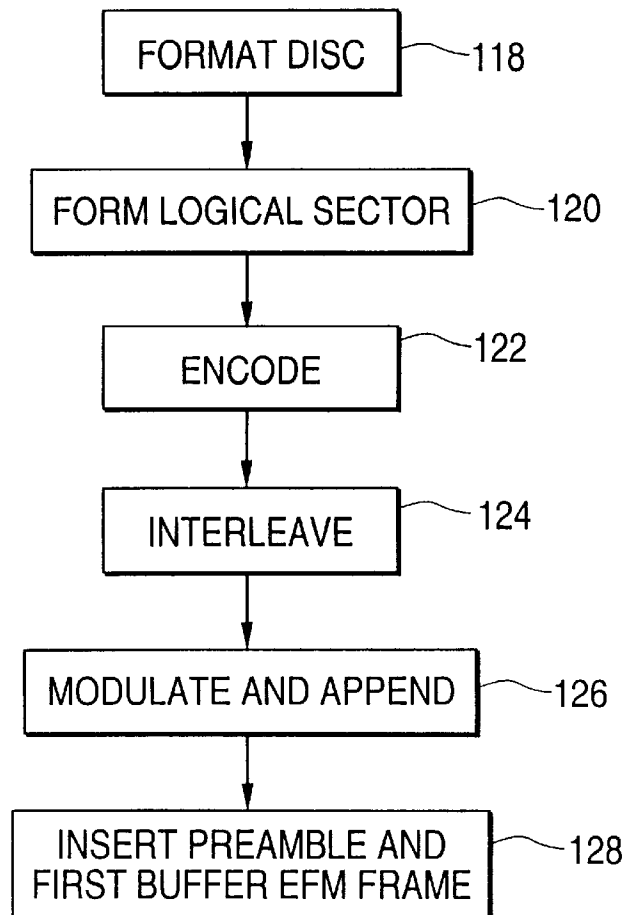 FORMAT DISC
118
FORM LOGICAL SECTOR
120
ENCODE
122
INTERLEAVE
124
MODULATE AND APPEND
126
INSERT PREAMBLE AND
FIRST BUFFER EFM FRAME
128